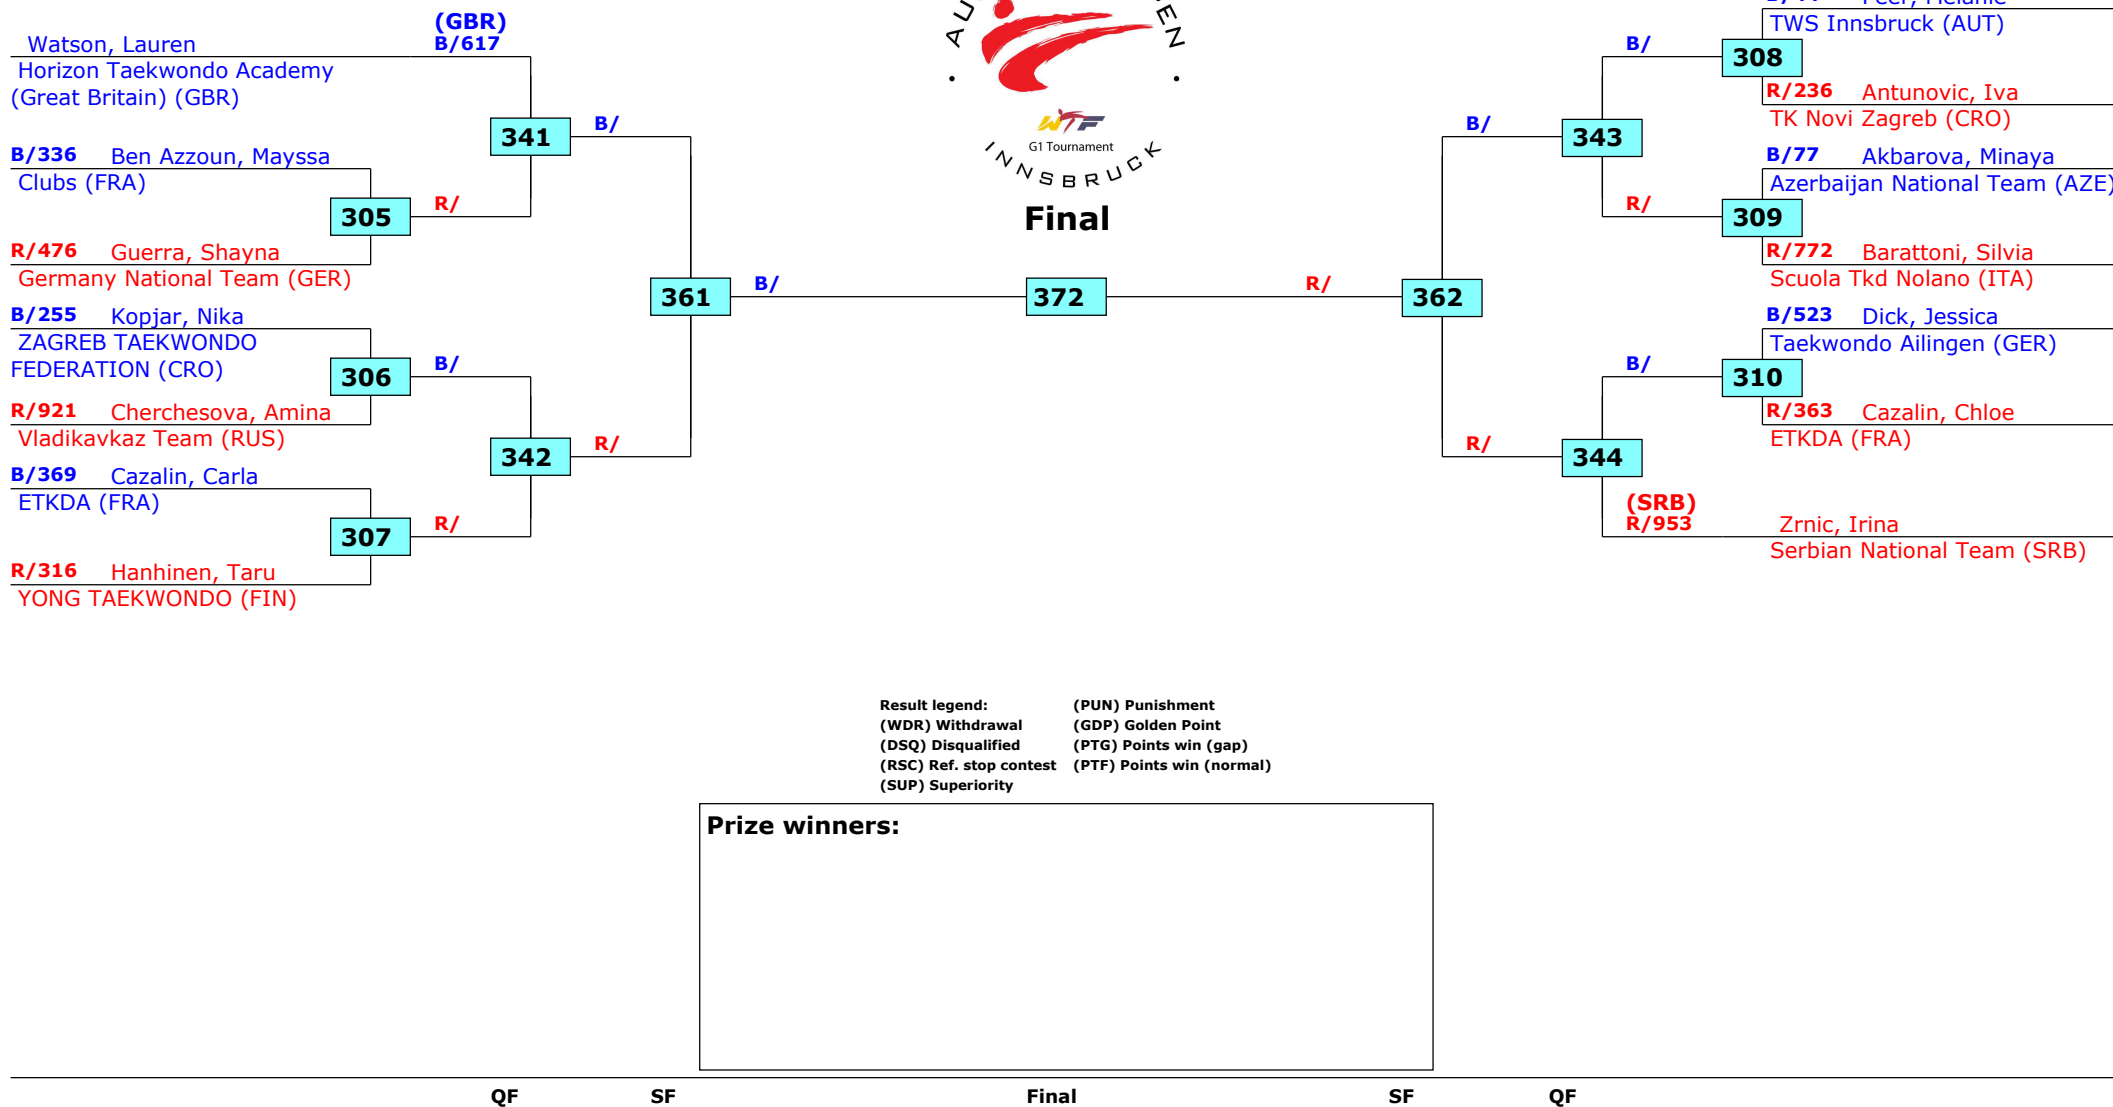 (GBR)
Watson, Lauren
B/617
Horizon Taekwondo Academy
(Great Britain) (GBR)
341
B/
B/336 Ben Azzoun, Mayssa
Clubs (FRA)
305
R/
R/476 Guerra, Shayna
Germany National Team (GER)
361
B/
B/255 Kopjar, Nika
ZAGREB TAEKWONDO
FEDERATION (CRO)
306
B/
R/921 Cherchesova, Amina
Vladikavkaz Team (RUS)
342
R/
B/369 Cazalin, Carla
ETKDA (FRA)
307
R/
R/316 Hanhinen, Taru
YONG TAEKWONDO (FIN)
WTF
G1 Tournament
INNSBRUCK
Final
372
R/
362
B/
343
B/
308
TWS Innsbruck (AUT)
R/236 Antunovic, Iva
TK Novi Zagreb (CRO)
B/77 Akbarova, Minaya
Azerbaijan National Team (AZE)
R/
309
R/772 Barattoni, Silvia
Scuola Tkd Nolano (ITA)
B/523 Dick, Jessica
Taekwondo Ailingen (GER)
B/
310
R/363 Cazalin, Chloe
ETKDA (FRA)
R/
344
(SRB)
R/953 Zrnic, Irina
Serbian National Team (SRB)
Result legend: (PUN) Punishment
(WDR) Withdrawal (GDP) Golden Point
(DSQ) Disqualified (PTG) Points win (gap)
(RSC) Ref. stop contest (PTF) Points win (normal)
(SUP) Superiority
Prize winners:
QF SF Final SF QF